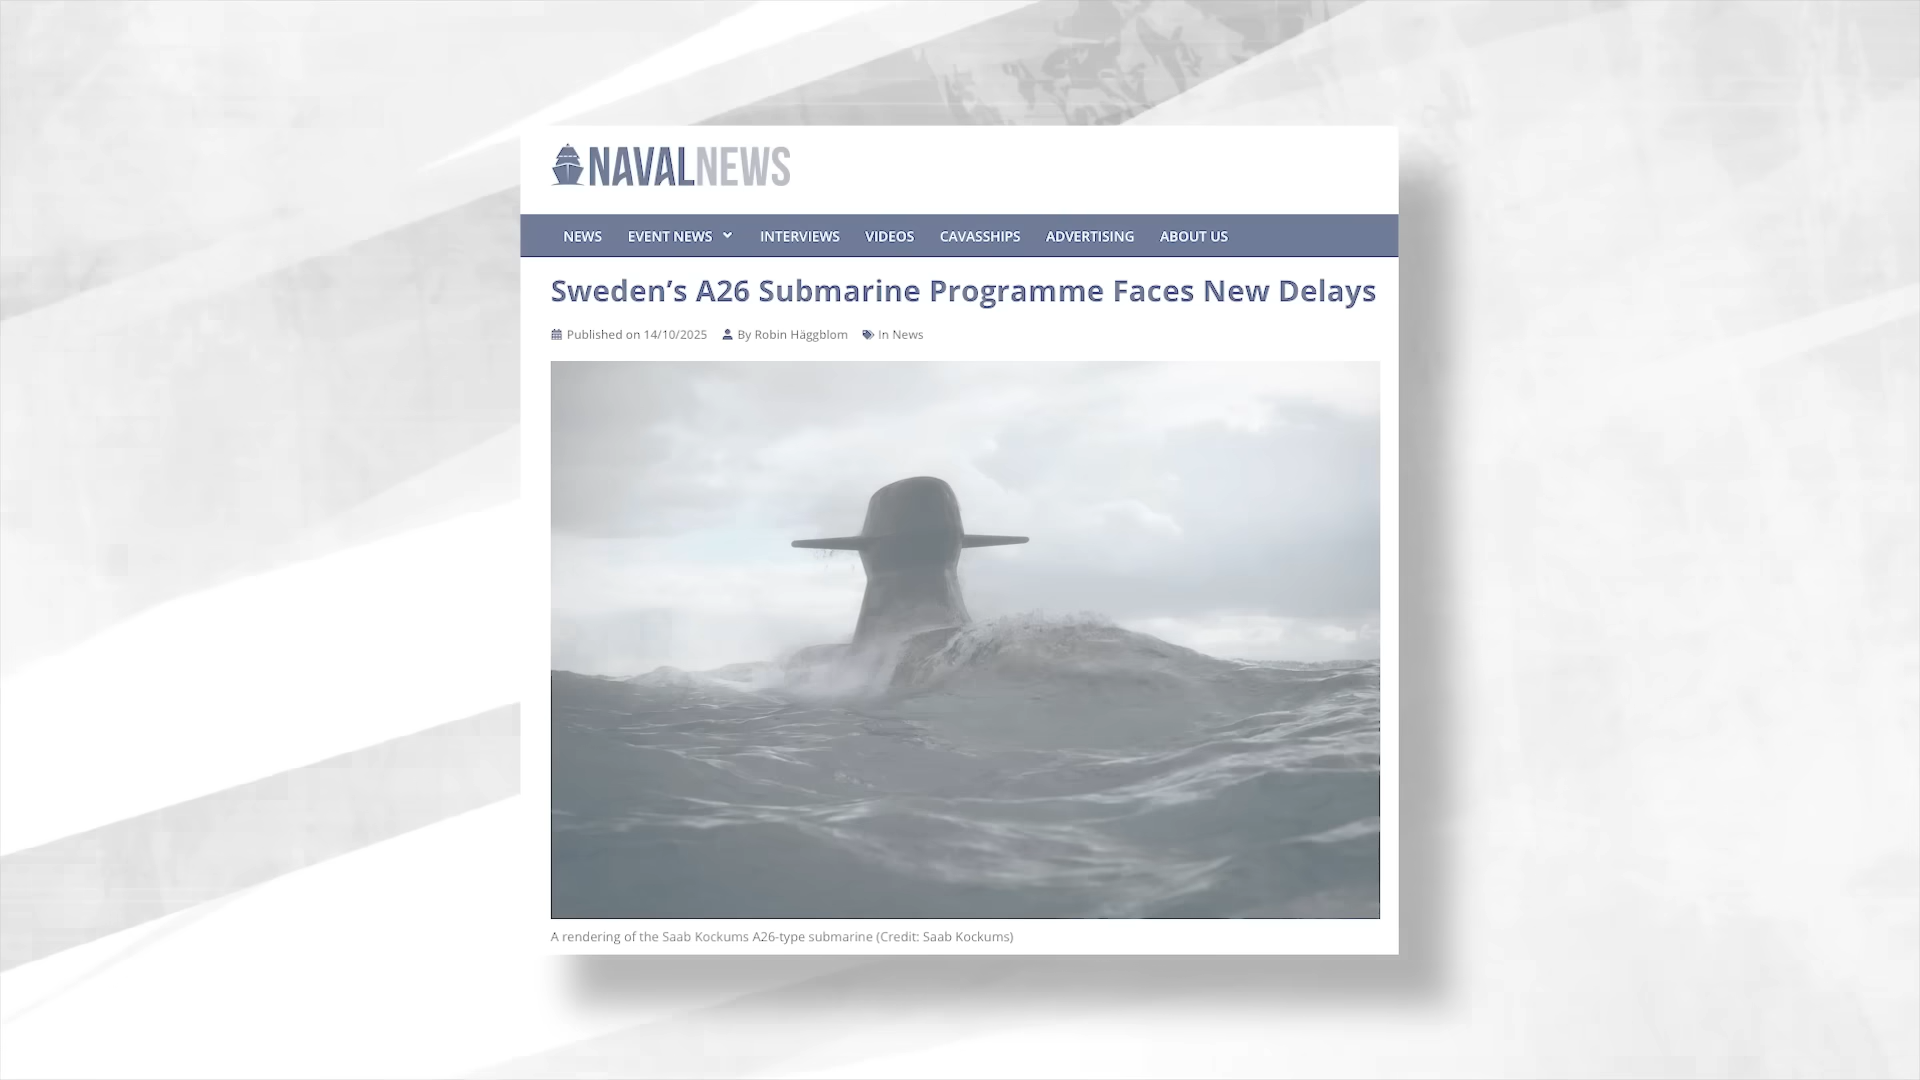 NAVALNEWS
NEWS EVENT NEWS INTERVIEWS VIDEOS CAVASSHIPS ADVERTISING ABOUT US
Sweden’s A26 Submarine Programme Faces New Delays
Published on 14/10/2025 By Robin Häggblom In News
A rendering of the Saab Kockums A26-type submarine (Credit: Saab Kockums)